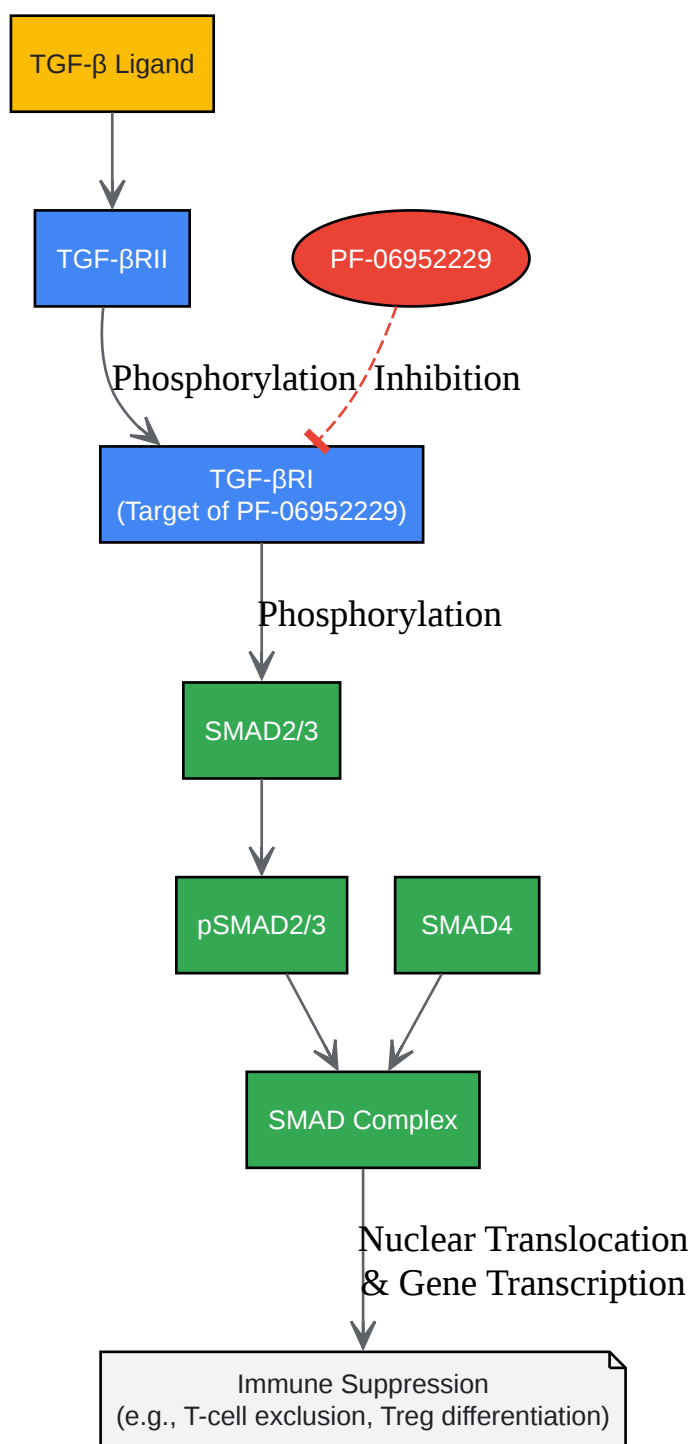 TGF-β Ligand
TGF-βRII
PF-06952229
Phosphorylation
Inhibition
TGF-βRI
(Target of PF-06952229)
Phosphorylation
SMAD2/3
pSMAD2/3
SMAD4
SMAD Complex
Nuclear Translocation
& Gene Transcription
Immune Suppression
(e.g., T-cell exclusion, Treg differentiation)